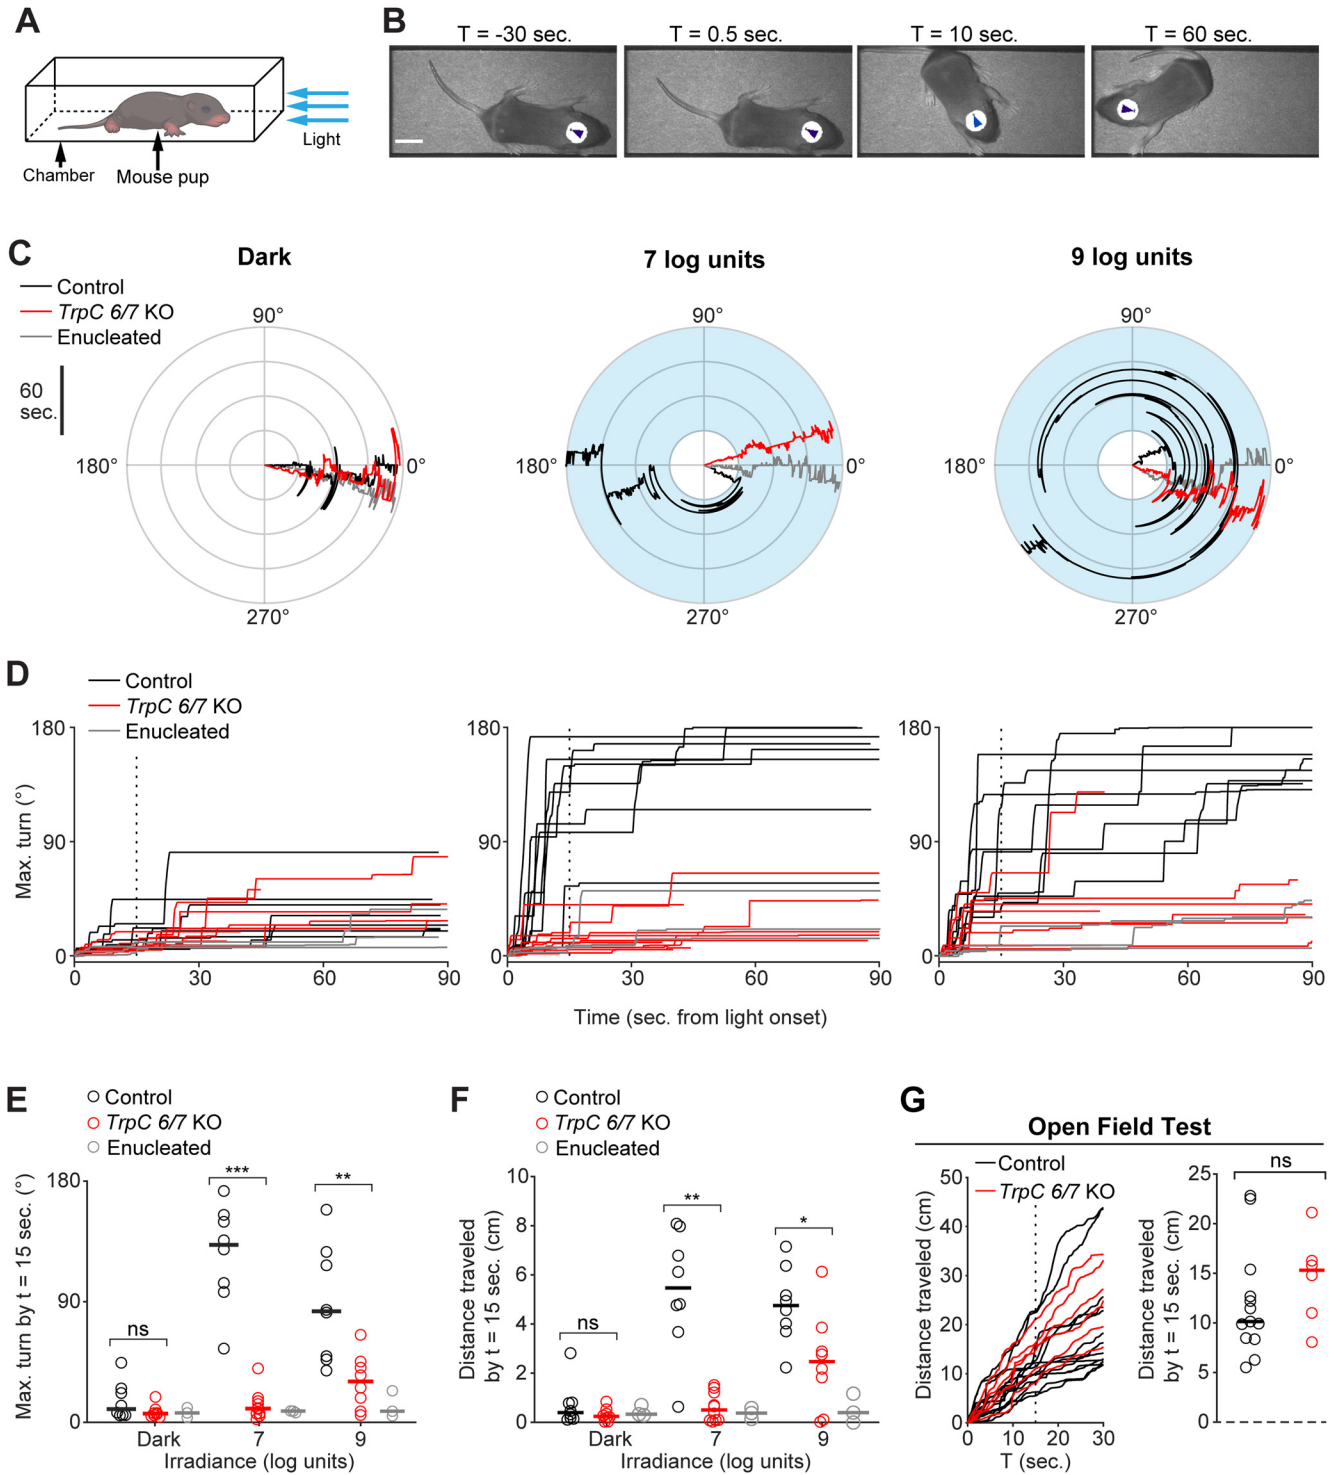 A
Light
Chamber
Mouse pup
B
T = -30 sec.
T = 0.5 sec.
T = 10 sec.
T = 60 sec.
C
Dark
7 log units
9 log units
Control
TrpC 6/7 KO
Enucleated
60
sec.
90°
180°
0°
270°
90°
180°
0°
270°
90°
180°
0°
270°
D
Control
TrpC 6/7 KO
Enucleated
Max. turn (°)
180
90
0
0
30
60
90
180
90
0
0
30
60
90
180
90
0
0
30
60
90
Time (sec. from light onset)
E
Control
TrpC 6/7 KO
Enucleated
Max. turn by t = 15 sec. (°)
180
90
0
ns
***
**
Dark
7
9
Irradiance (log units)
F
Control
TrpC 6/7 KO
Enucleated
Distance traveled
by t = 15 sec. (cm)
10
8
6
4
2
0
ns
**
*
Dark
7
9
Irradiance (log units)
G
Open Field Test
Control
TrpC 6/7 KO
Distance traveled (cm)
50
40
30
20
10
0
0
10
20
30
T (sec.)
Distance traveled
by t = 15 sec. (cm)
25
20
15
10
5
0
ns